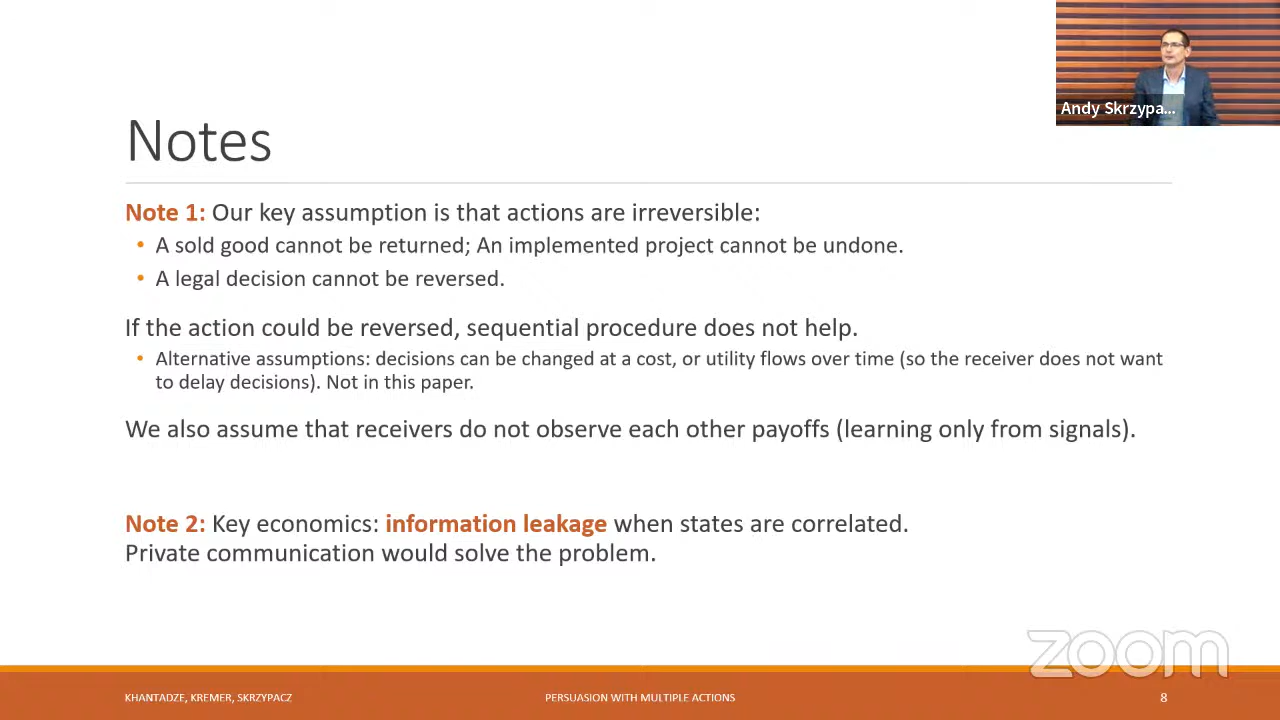 Andy Skrzypa...
Notes
Note 1: Our key assumption is that actions are irreversible:
• A sold good cannot be returned; An implemented project cannot be undone.
• A legal decision cannot be reversed.
If the action could be reversed, sequential procedure does not help.
• Alternative assumptions: decisions can be changed at a cost, or utility flows over time (so the receiver does not want
to delay decisions). Not in this paper.
We also assume that receivers do not observe each other payoffs (learning only from signals).
Note 2: Key economics: information leakage when states are correlated.
Private communication would solve the problem.
zoom
KHANTADZE, KREMER, SKRZYPACZ
PERSUASION WITH MULTIPLE ACTIONS
8